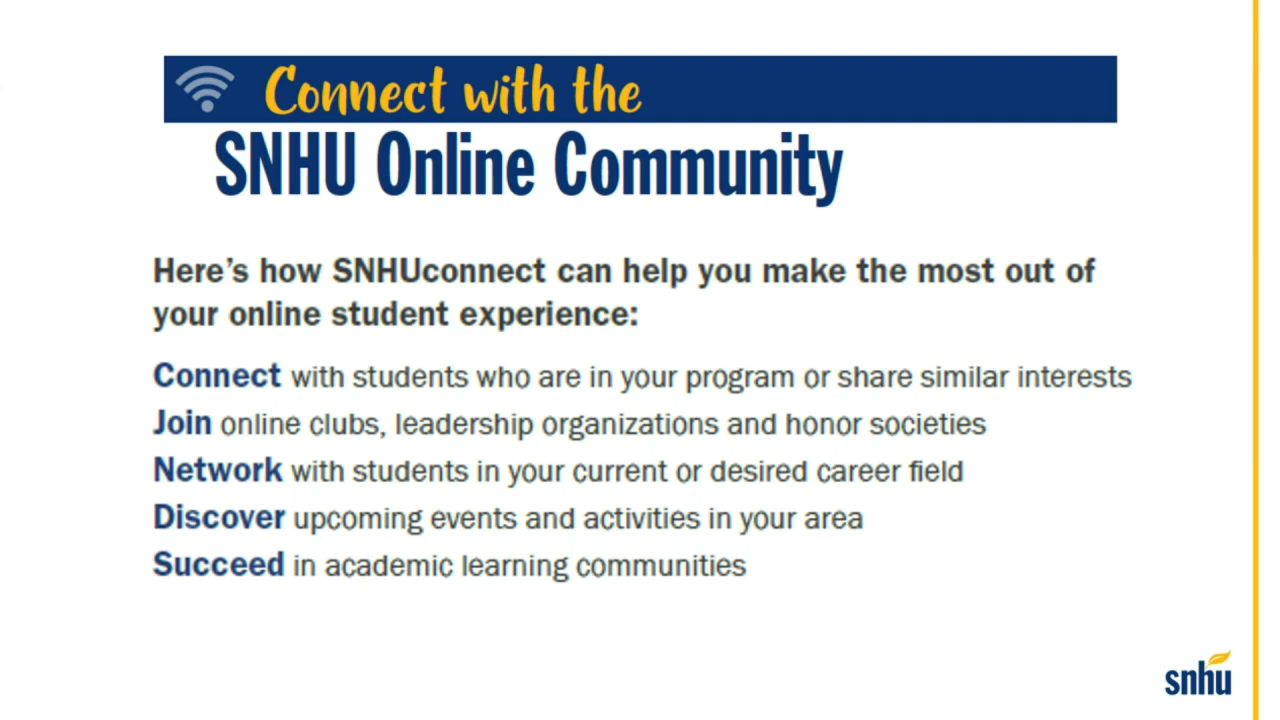 Connect with the
SNHU Online Community
Here's how SNHUconnect can help you make the most out of
your online student experience:
Connect with students who are in your program or share similar interests
Join online clubs, leadership organizations and honor societies
Network with students in your current or desired career field
Discover upcoming events and activities in your area
Succeed in academic learning communities
snhu